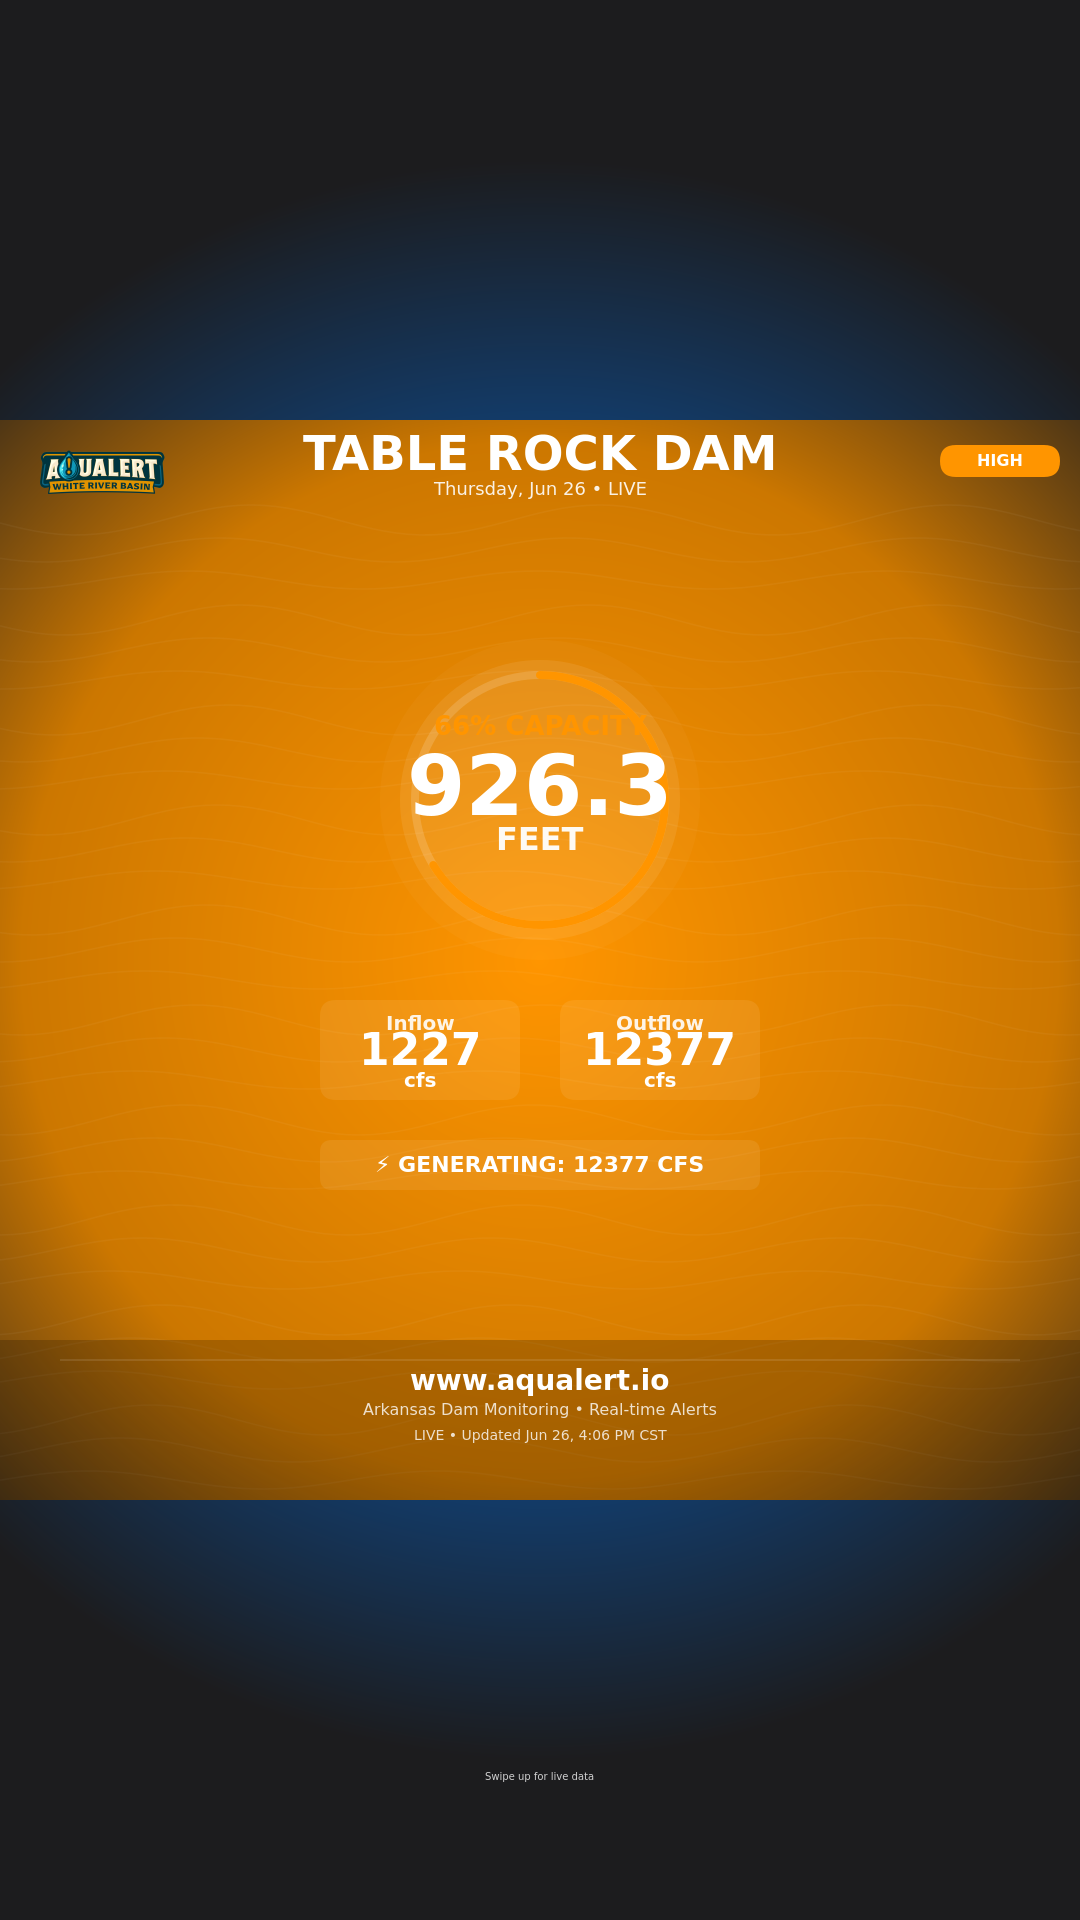 AQUALERT
WHITE RIVER BASIN
TABLE ROCK DAM
Thursday, Jun 26 • LIVE
HIGH
66% CAPACITY
926.3
FEET
Inflow
1227
cfs
Outflow
12377
cfs
⚡ GENERATING: 12377 CFS
www.aqualert.io
Arkansas Dam Monitoring • Real-time Alerts
LIVE • Updated Jun 26, 4:06 PM CST
Swipe up for live data